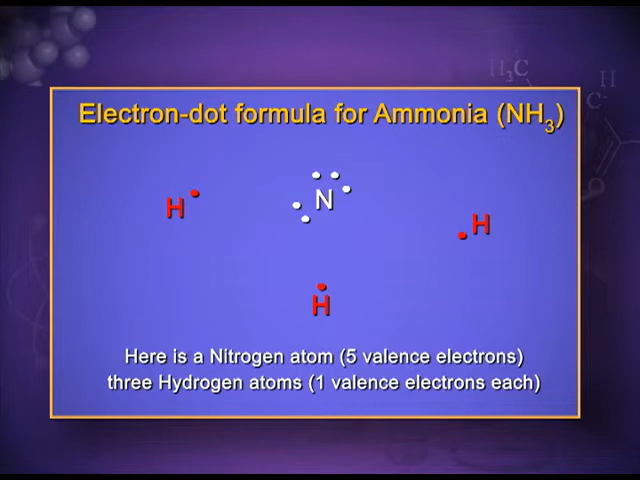 Electron-dot formula for Ammonia (NH₃)
H₃C
H
C
H
N
H
H
Here is a Nitrogen atom (5 valence electrons)
three Hydrogen atoms (1 valence electrons each)